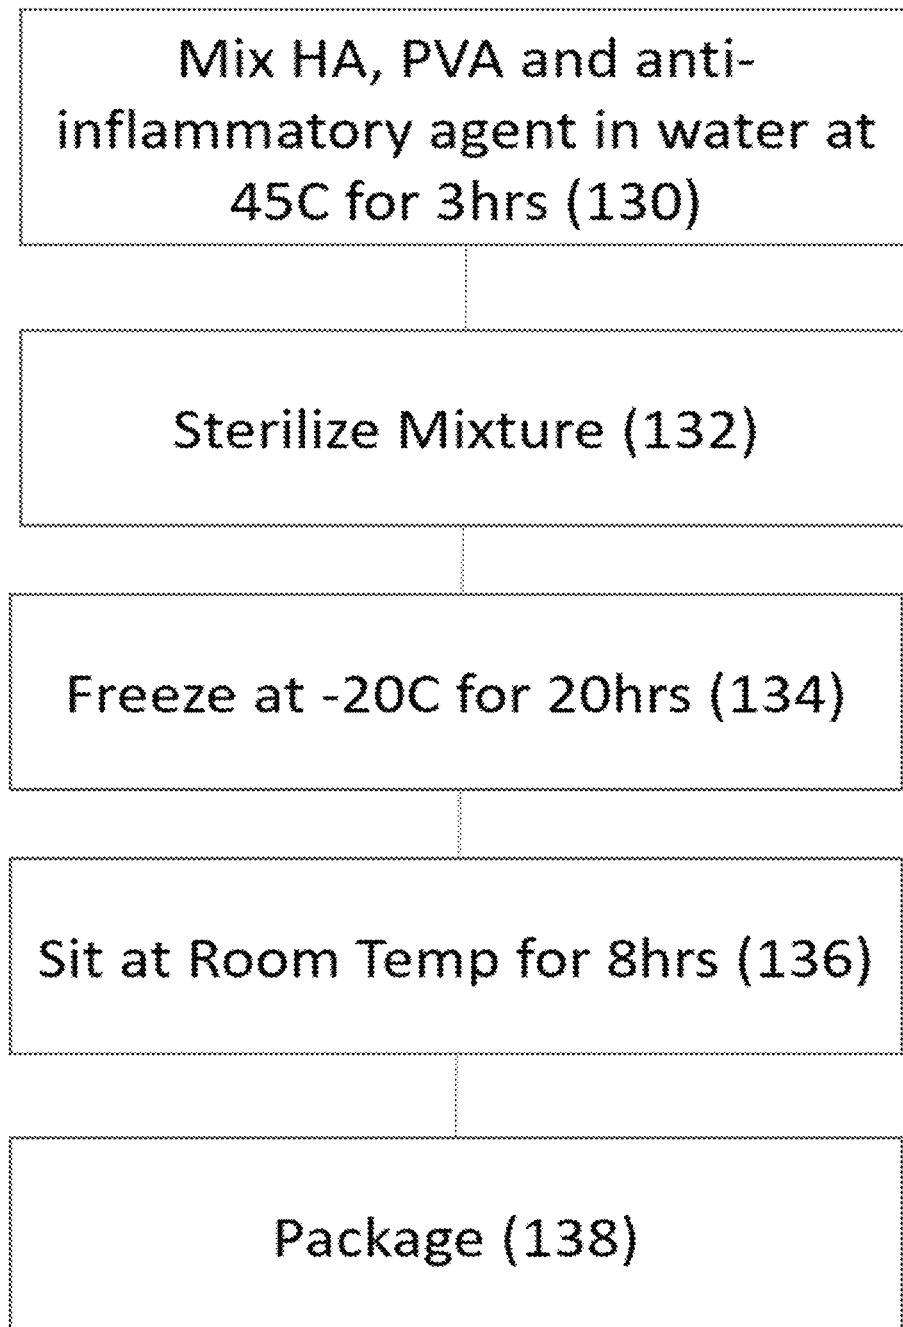 Mix HA, PVA and anti-
inflammatory agent in water at
45C for 3hrs (130)
Sterilize Mixture (132)
Freeze at -20C for 20hrs (134)
Sit at Room Temp for 8hrs (136)
Package (138)